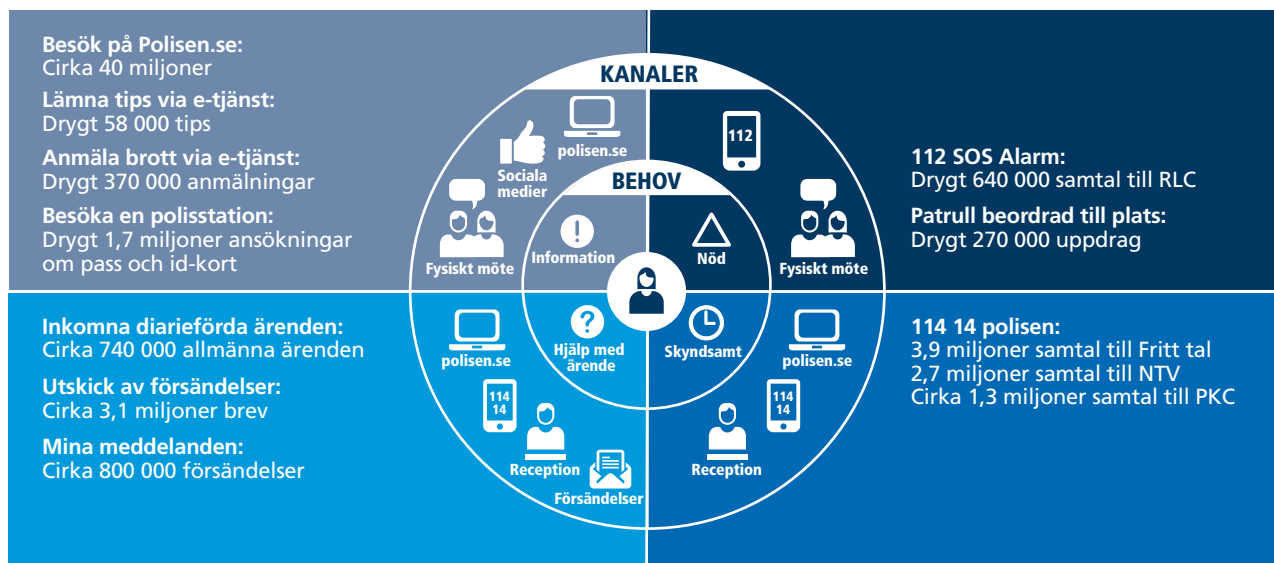 Besök på Polisen.se:
Cirka 40 miljoner
Lämna tips via e-tjänst:
Drygt 58 000 tips
Anmäla brott via e-tjänst:
Drygt 370 000 anmälningar
Besöka en polisstation:
Drygt 1,7 miljoner ansökningar
om pass och id-kort
KANALER
polisen.se
Sociala
medier
Fysiskt möte
112
Fysiskt möte
BEHOV
Information
Nöd
Hjälp med
ärende
Skyndsamt
112 SOS Alarm:
Drygt 640 000 samtal till RLC
Patrull beordrad till plats:
Drygt 270 000 uppdrag
Inkomna diarieförda ärenden:
Cirka 740 000 allmänna ärenden
Utskick av försändelser:
Cirka 3,1 miljoner brev
Mina meddelanden:
Cirka 800 000 försändelser
polisen.se
114
14
Reception
Försändelser
polisen.se
114
14
Reception
114 14 polisen:
3,9 miljoner samtal till Fritt tal
2,7 miljoner samtal till NTV
Cirka 1,3 miljoner samtal till PKC